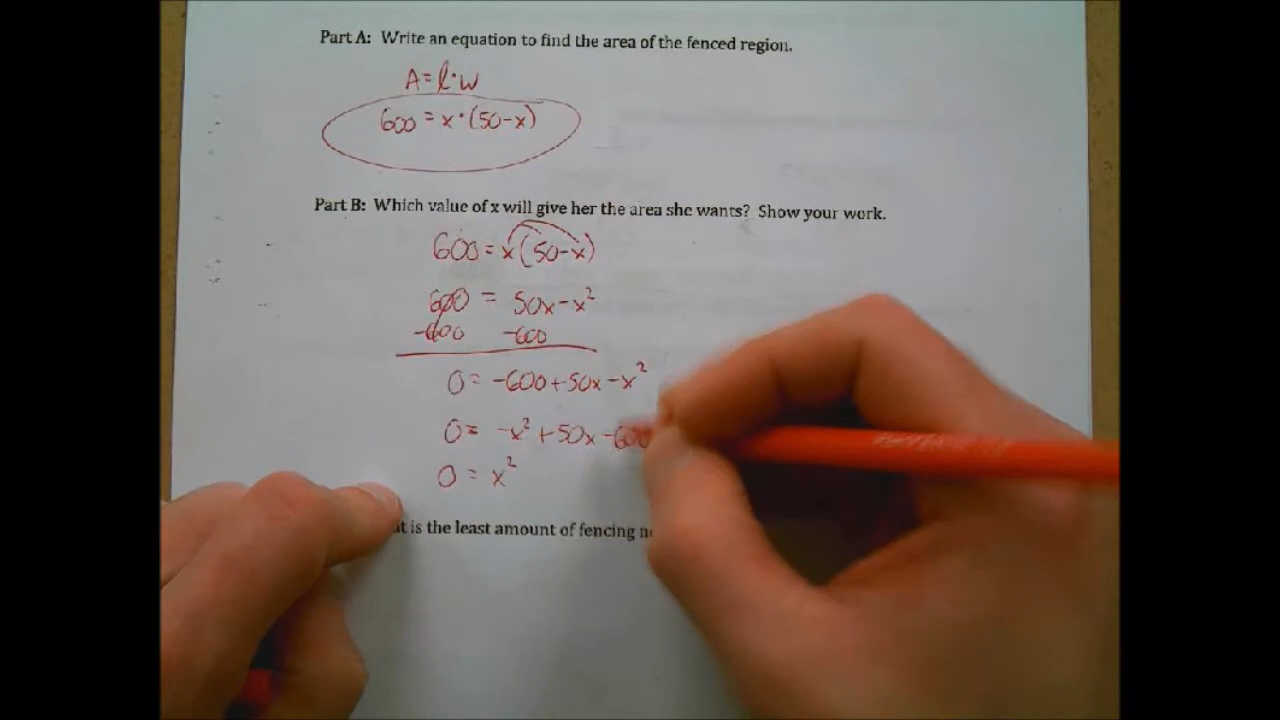 Part A: Write an equation to find the area of the fenced region.
A = l · w
600 = x · (50 - x)
Part B: Which value of x will give her the area she wants? Show your work.
600 = x(50 - x)
600 = 50x - x²
-600 -600
0 = -600 + 50x - x²
0 = -x² + 50x - 600
0 = x²
is the least amount of fencing